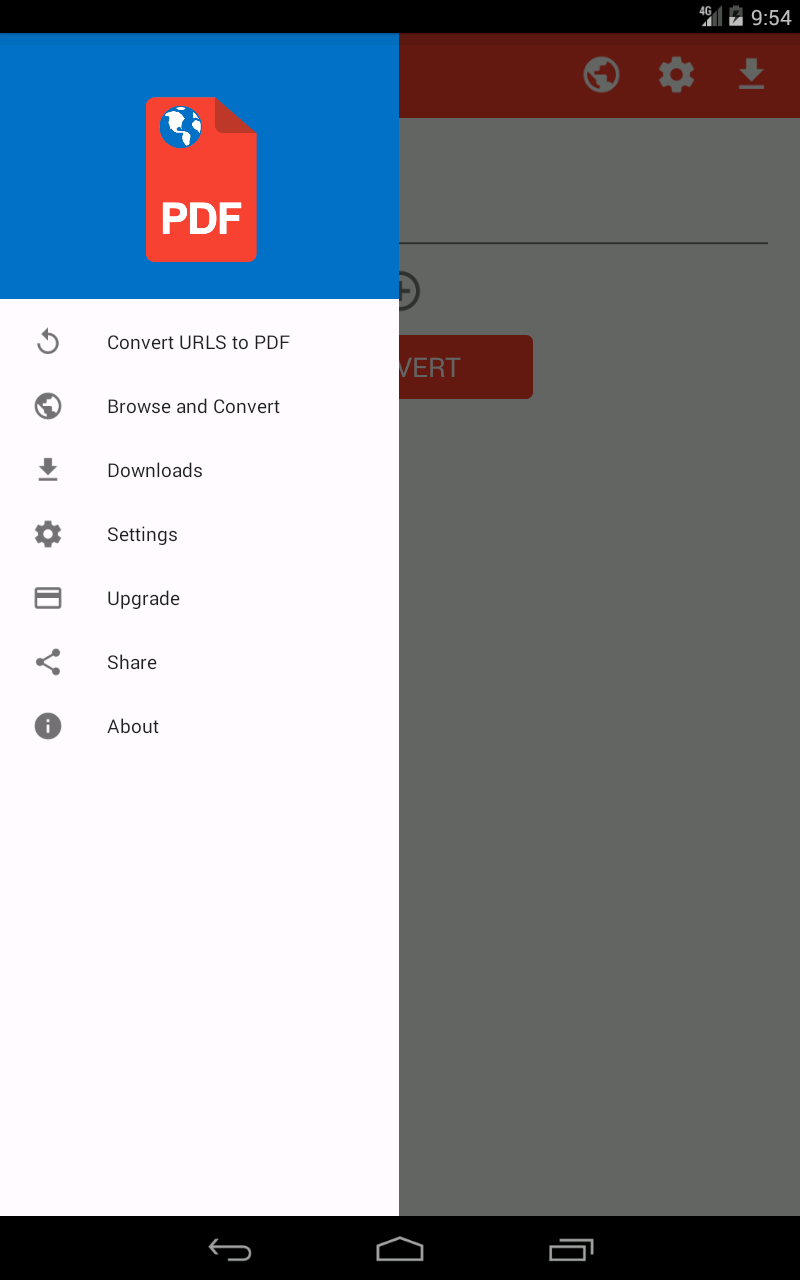 4G 9:54
PDF
VERT
Convert URLS to PDF
Browse and Convert
Downloads
Settings
Upgrade
Share
About